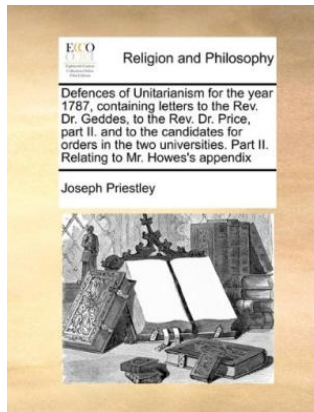 ECCO
Religion and Philosophy
Defences of Unitarianism for the year
1787, containing letters to the Rev.
Dr. Geddes, to the Rev. Dr. Price,
part II. and to the candidates for
orders in the two universities. Part II.
Relating to Mr. Howes's appendix
Joseph Priestley